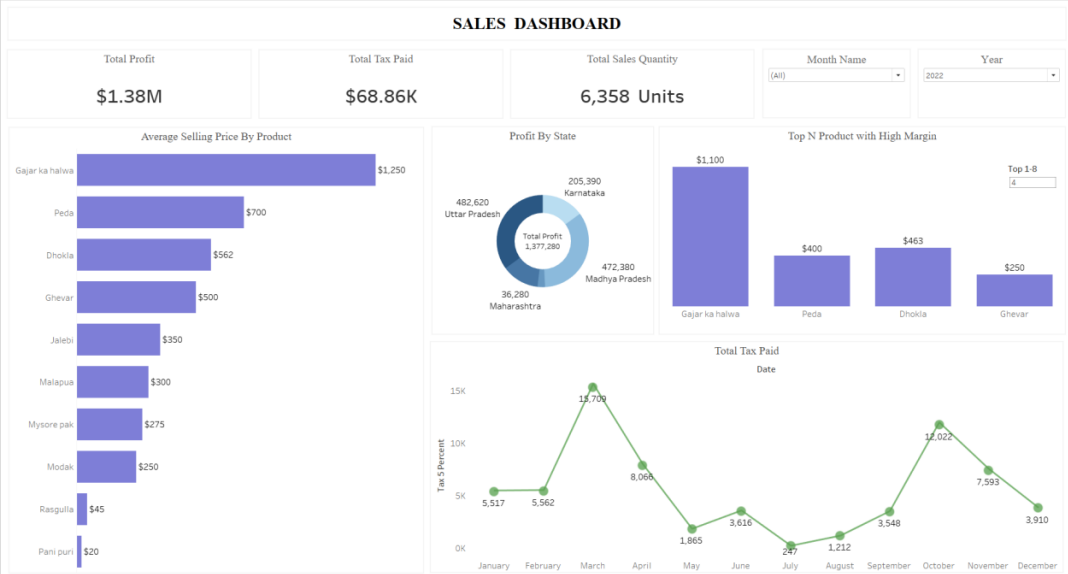 SALES DASHBOARD
Total Profit
$1.38M
Total Tax Paid
$68.86K
Total Sales Quantity
6,358 Units
Month Name
(All)
Year
2022
Average Selling Price By Product
Gajar ka halwa $1,250
Peda $700
Dhokla $562
Ghevar $500
Jalebi $350
Malapua $300
Mysore pak $275
Modak $250
Rasgulla $45
Pani puri $20
Profit By State
205,390
Karnataka
482,620
Uttar Pradesh
Total Profit
1,377,280
472,380
Madhya Pradesh
36,280
Maharashtra
Top N Product with High Margin
Top 1-8
4
$1,100
$400
$463
$250
Gajar ka halwa Peda Dhokla Ghevar
Total Tax Paid
Date
Tax 5 Percent
15K
10K
5K
0K
5,517
5,562
15,709
8,066
1,865
3,616
247
1,212
3,548
12,022
7,593
3,910
January February March April May June July August September October November December